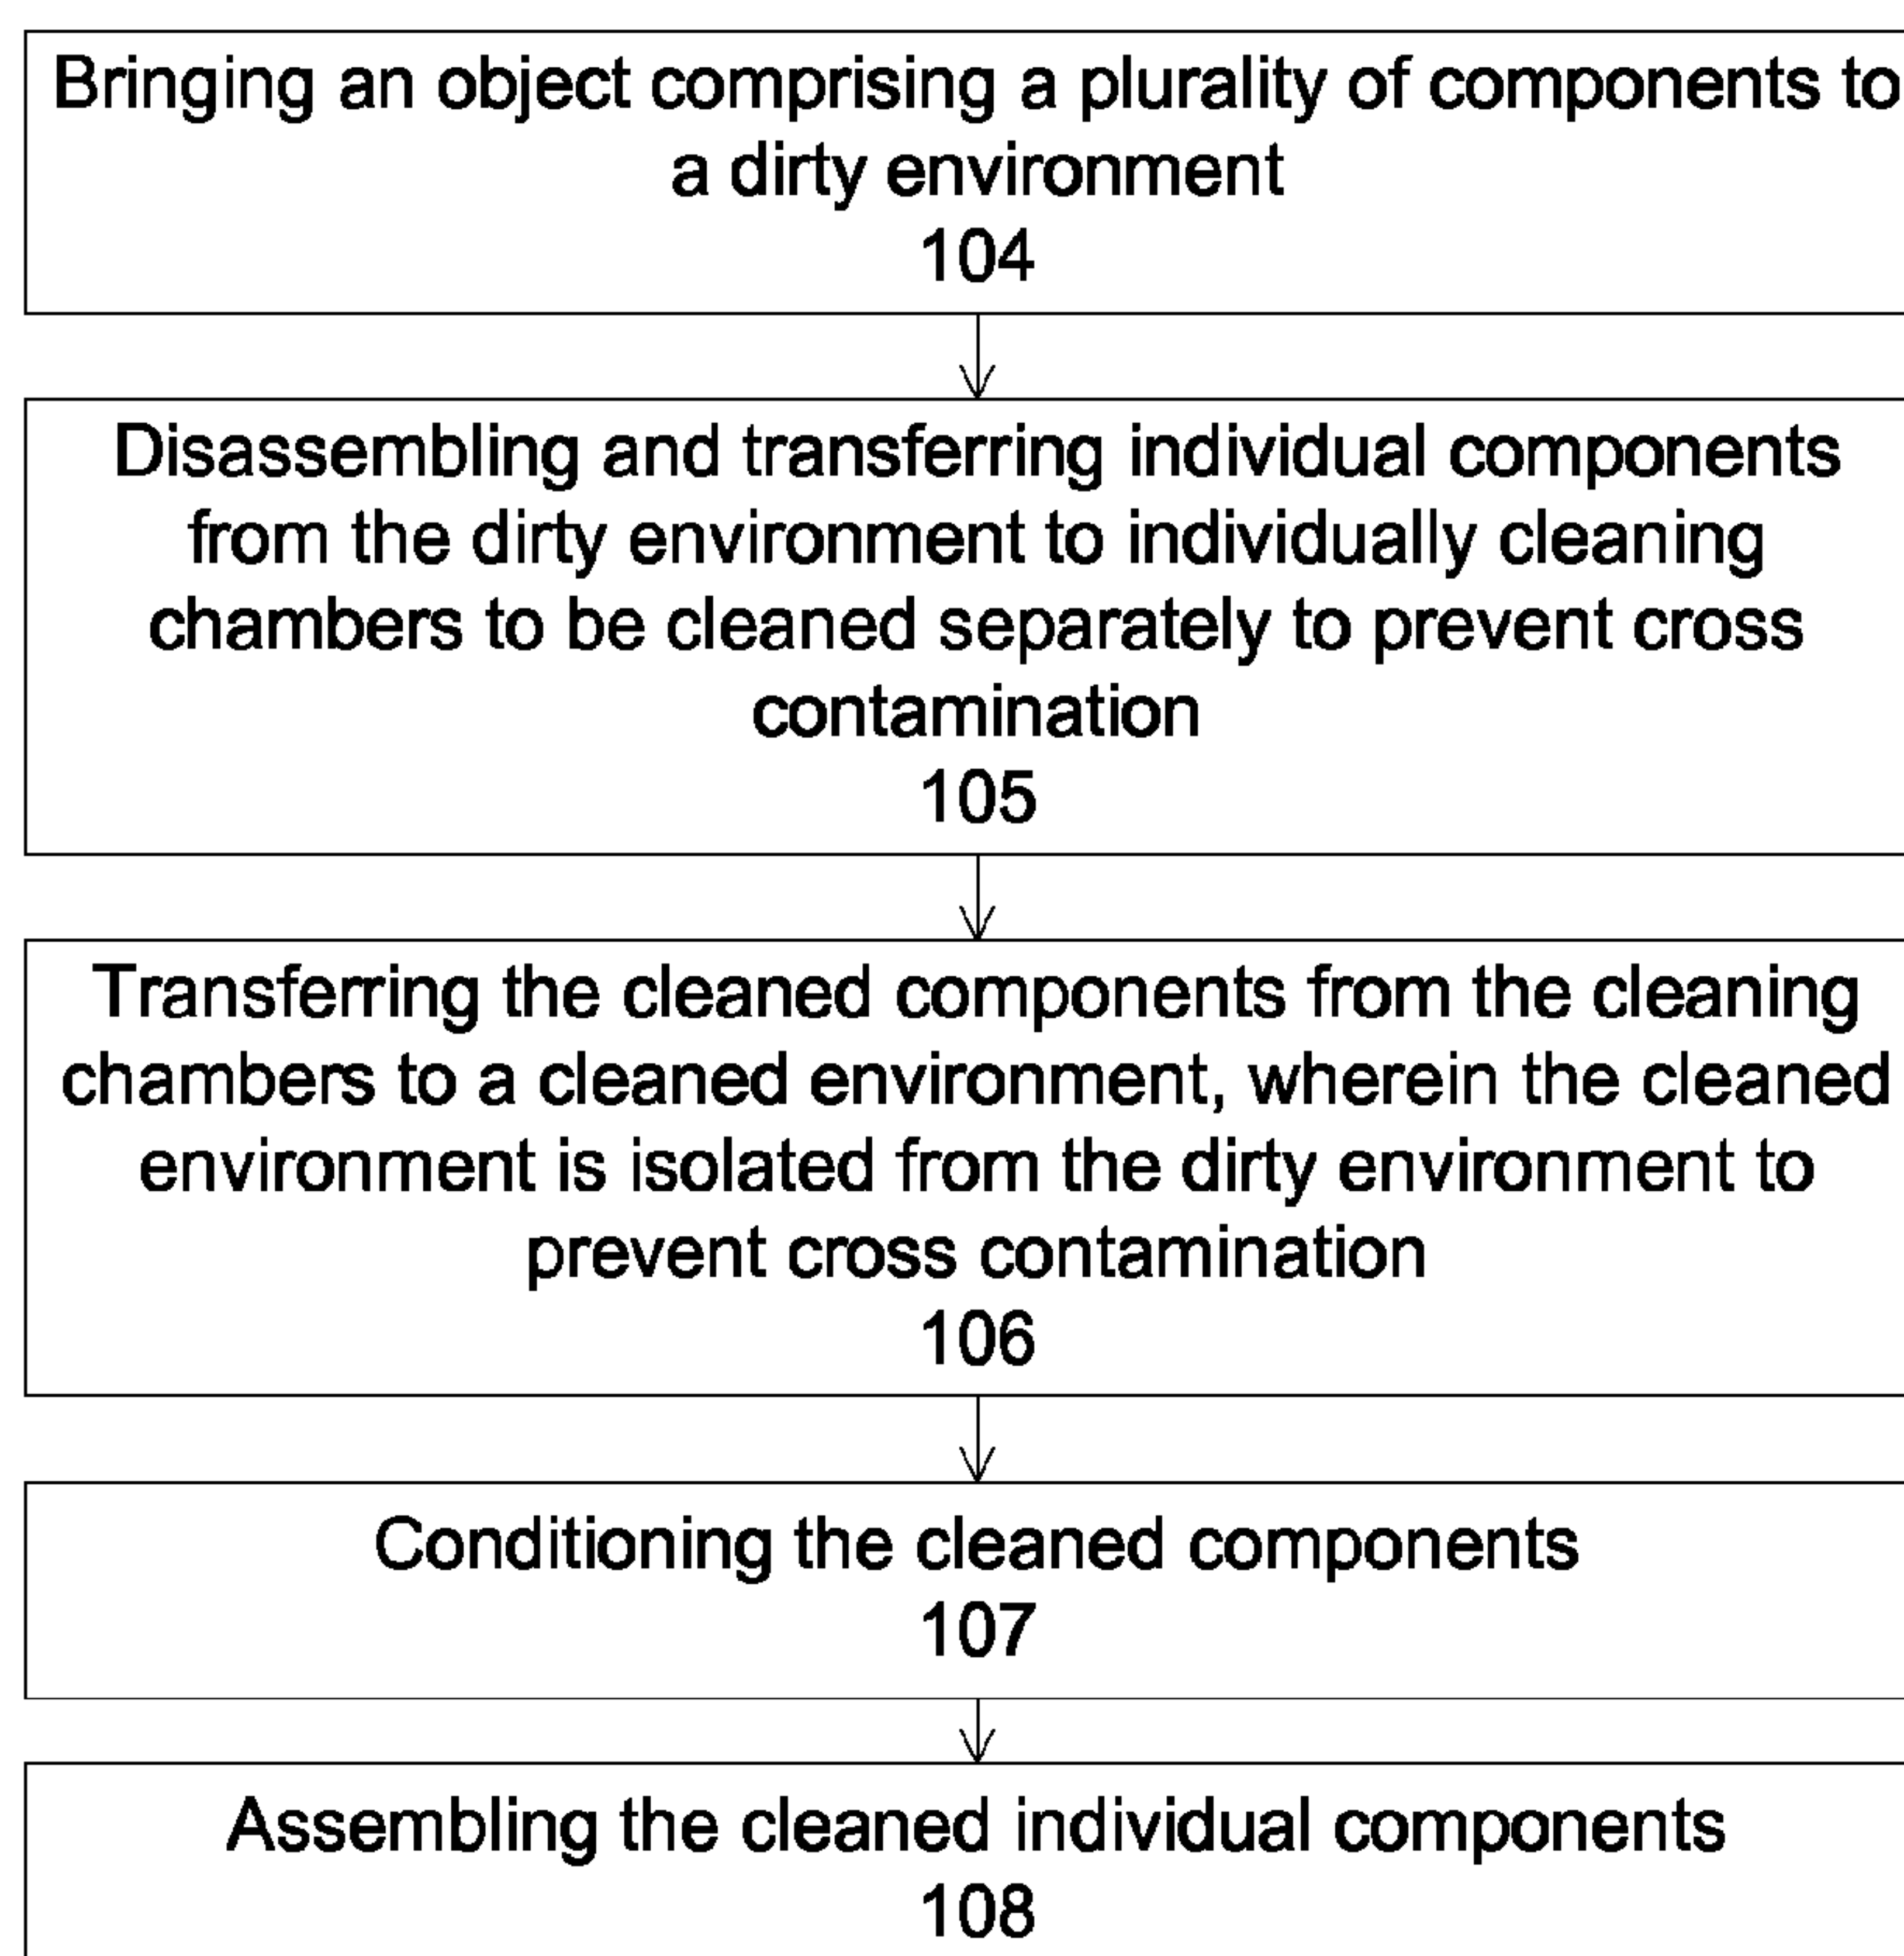 Bringing an object comprising a plurality of components to
a dirty environment
104
Disassembling and transferring individual components
from the dirty environment to individually cleaning
chambers to be cleaned separately to prevent cross
contamination
105
Transferring the cleaned components from the cleaning
chambers to a cleaned environment, wherein the cleaned
environment is isolated from the dirty environment to
prevent cross contamination
106
Conditioning the cleaned components
107
Assembling the cleaned individual components
108